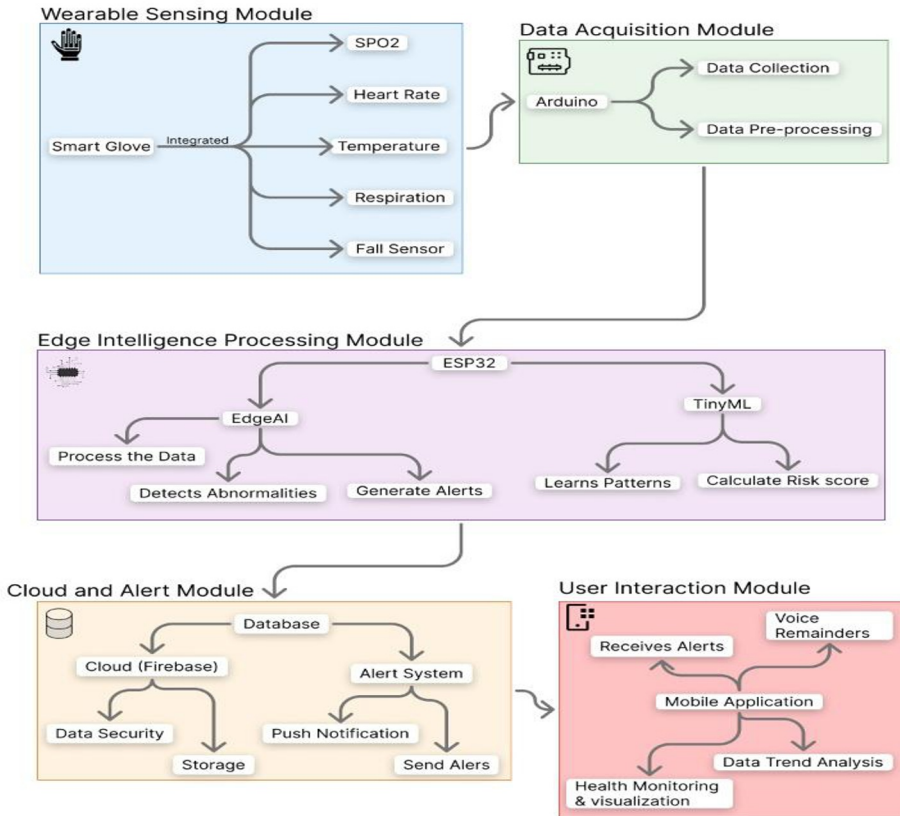 Wearable Sensing Module
SPO2
Heart Rate
Smart Glove
Integrated
Temperature
Respiration
Fall Sensor
Data Acquisition Module
Arduino
Data Collection
Data Pre-processing
Edge Intelligence Processing Module
ESP32
EdgeAI
TinyML
Process the Data
Detects Abnormalities
Generate Alerts
Learns Patterns
Calculate Risk score
Cloud and Alert Module
Database
Cloud (Firebase)
Alert System
Data Security
Push Notification
Storage
Send Alers
User Interaction Module
Voice
Remainders
Receives Alerts
Mobile Application
Data Trend Analysis
Health Monitoring
& visualization